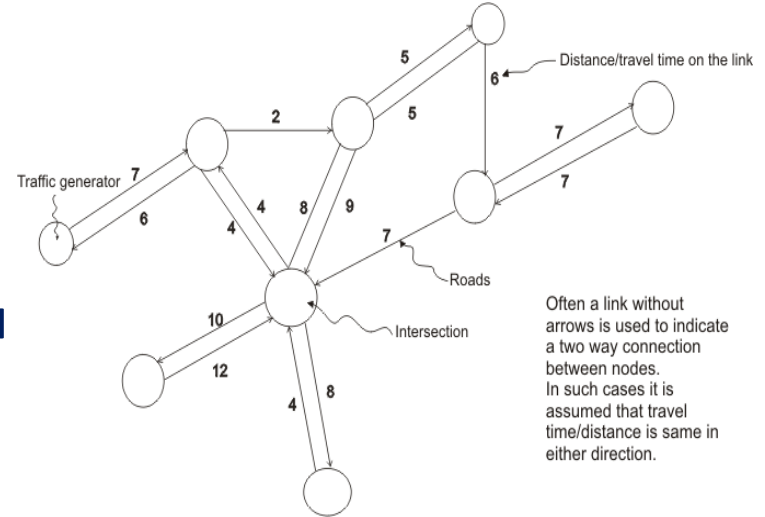 5
Distance/travel time on the link
6
5
2
7
7
Traffic generator
7
6
4
4
8
9
7
Roads
Intersection
10
12
4
8
Often a link without
arrows is used to indicate
a two way connection
between nodes.
In such cases it is
assumed that travel
time/distance is same in
either direction.